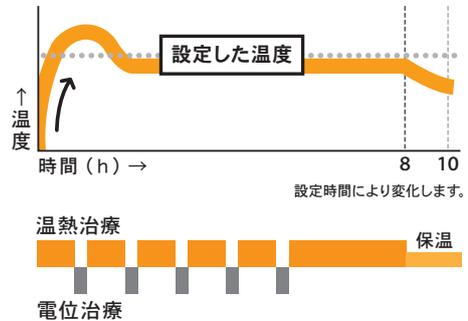 設定した温度
↑温度
時間(h)→
8 10
設定時間により変化します。
温熱治療
保温
電位治療